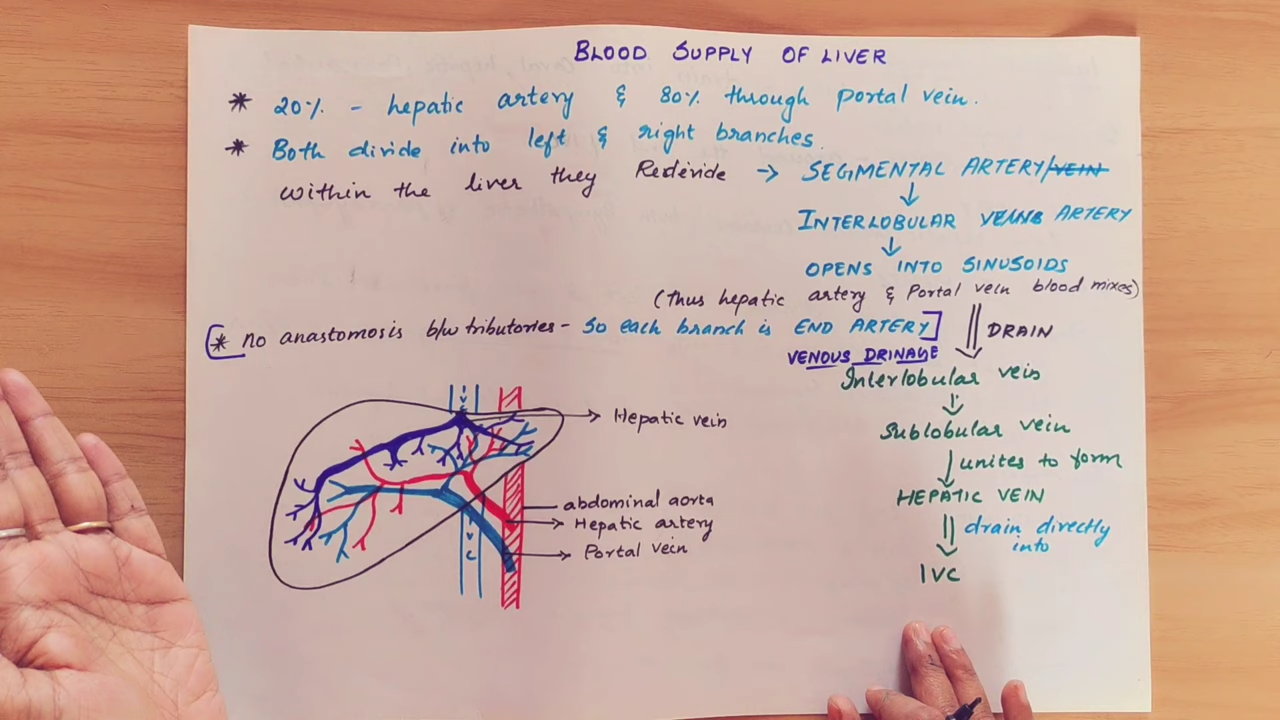 BLOOD SUPPLY OF LIVER
* 20% - hepatic artery & 80% through portal vein.
* Both divide into left & right branches.
within the liver they Redevide → SEGMENTAL ARTERY/VEIN
↓
INTERLOBULAR VEINS ARTERY
↓
OPENS INTO SINUSOIDS
(Thus hepatic artery & Portal vein blood mixes)
[* no anastomosis b/w tributories - So each branch is END ARTERY]
DRAIN
VENOUS DRINAGE
Interlobular vein
↓
Sublobular vein
↓ unites to form
HEPATIC VEIN
drain directly
into
IVC
IVC
Hepatic vein
abdominal aorta
Hepatic artery
Portal vein
IVC